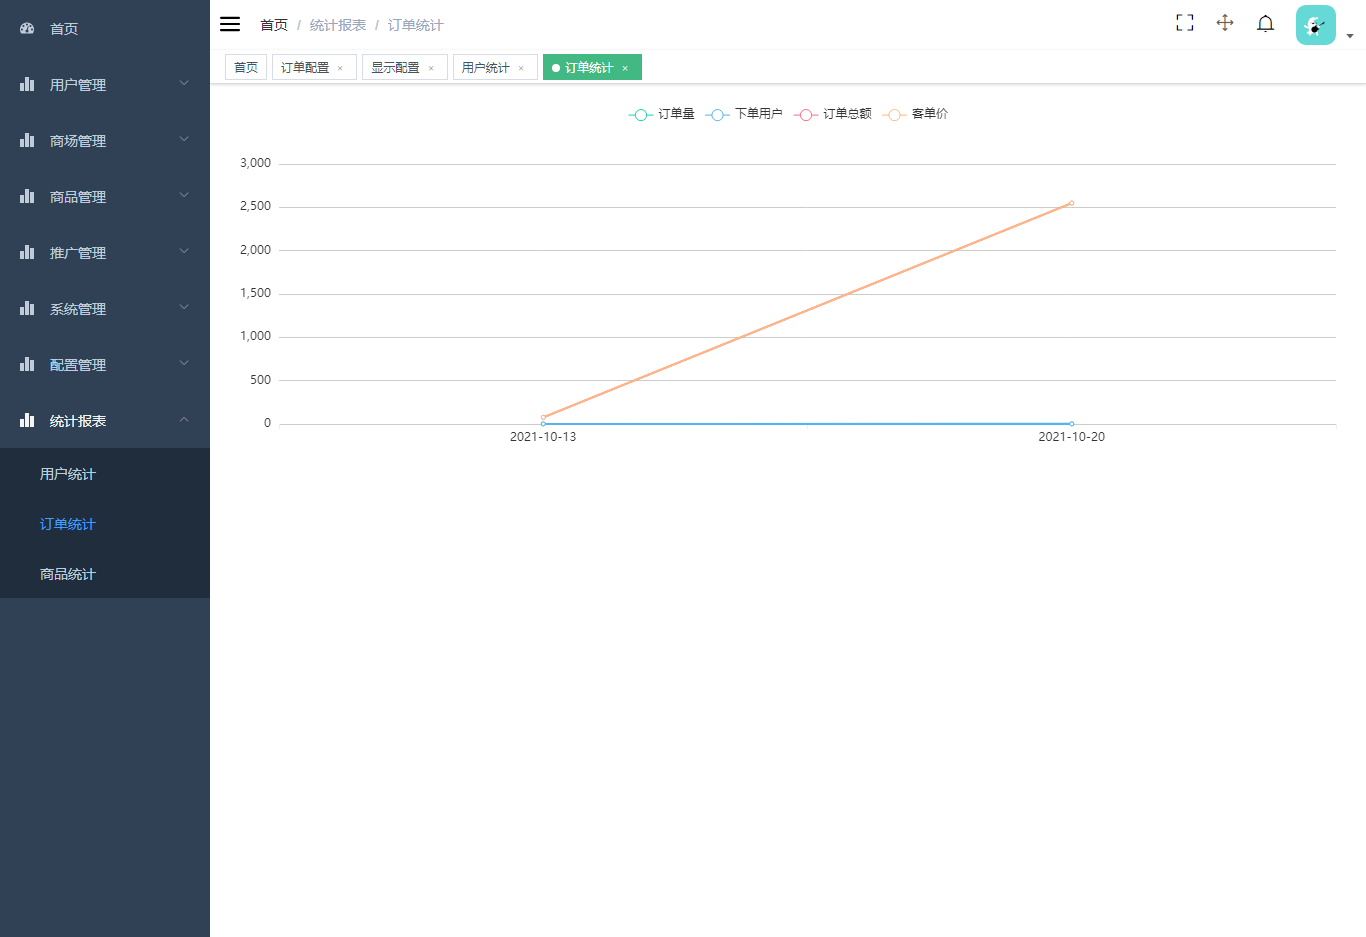 首页
用户管理
商场管理
商品管理
推广管理
系统管理
配置管理
统计报表
用户统计
订单统计
商品统计
首页 / 统计报表 / 订单统计
首页 订单配置 × 显示配置 × 用户统计 × 订单统计 ×
订单量 下单用户 订单总额 客单价
3,000
2,500
2,000
1,500
1,000
500
0
2021-10-13 2021-10-20